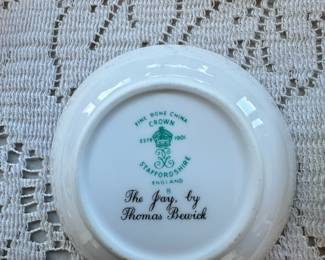 FINE BONE CHINA
CROWN
ESTD 1801
STAFFORDSHIRE
ENGLAND
The Jay, by
Thomas Bewick